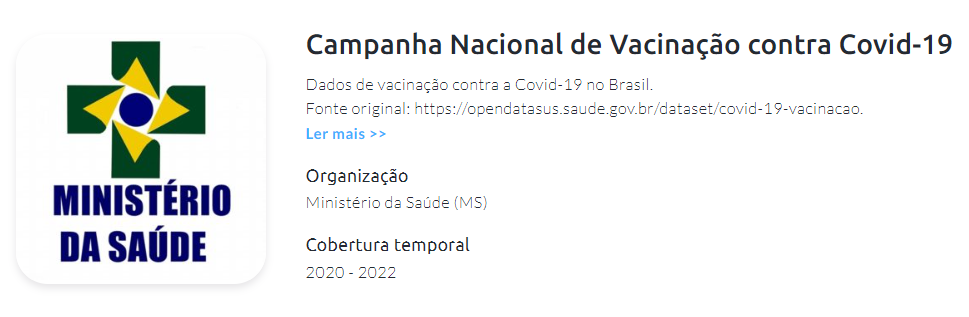 MINISTÉRIO
DA SAÚDE
Campanha Nacional de Vacinação contra Covid-19
Dados de vacinação contra a Covid-19 no Brasil.
Fonte original: https://opendatasus.saude.gov.br/dataset/covid-19-vacinacao.
Ler mais >>
Organização
Ministério da Saúde (MS)
Cobertura temporal
2020 - 2022